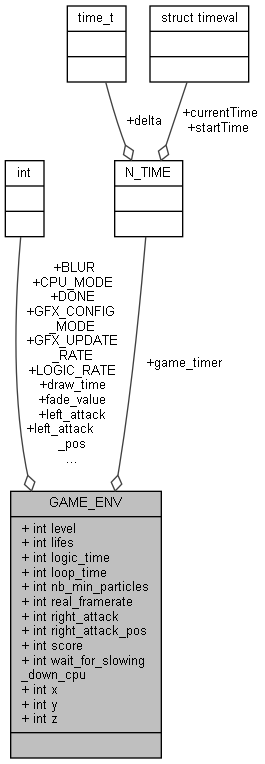 time_t
struct timeval
+delta
+currentTime
+startTime
int
N_TIME
+BLUR
+CPU_MODE
+DONE
+GFX_CONFIG
_MODE
+GFX_UPDATE
_RATE
+LOGIC_RATE
+draw_time
+fade_value
+left_attack
+left_attack
_pos
...
+game_timer
GAME_ENV
+ int level
+ int lifes
+ int logic_time
+ int loop_time
+ int nb_min_particles
+ int real_framerate
+ int right_attack
+ int right_attack_pos
+ int score
+ int wait_for_slowing
_down_cpu
+ int x
+ int y
+ int z